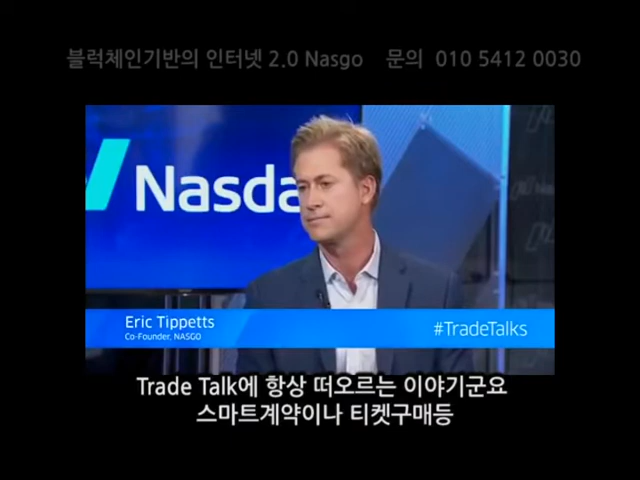 블럭체인기반의 인터넷 2.0 Nasgo 문의 010 5412 0030
Nasda
Eric Tippetts
Co-Founder, NASGO
#TradeTalks
Trade Talk에 항상 떠오르는 이야기군요
스마트계약이나 티켓구매등